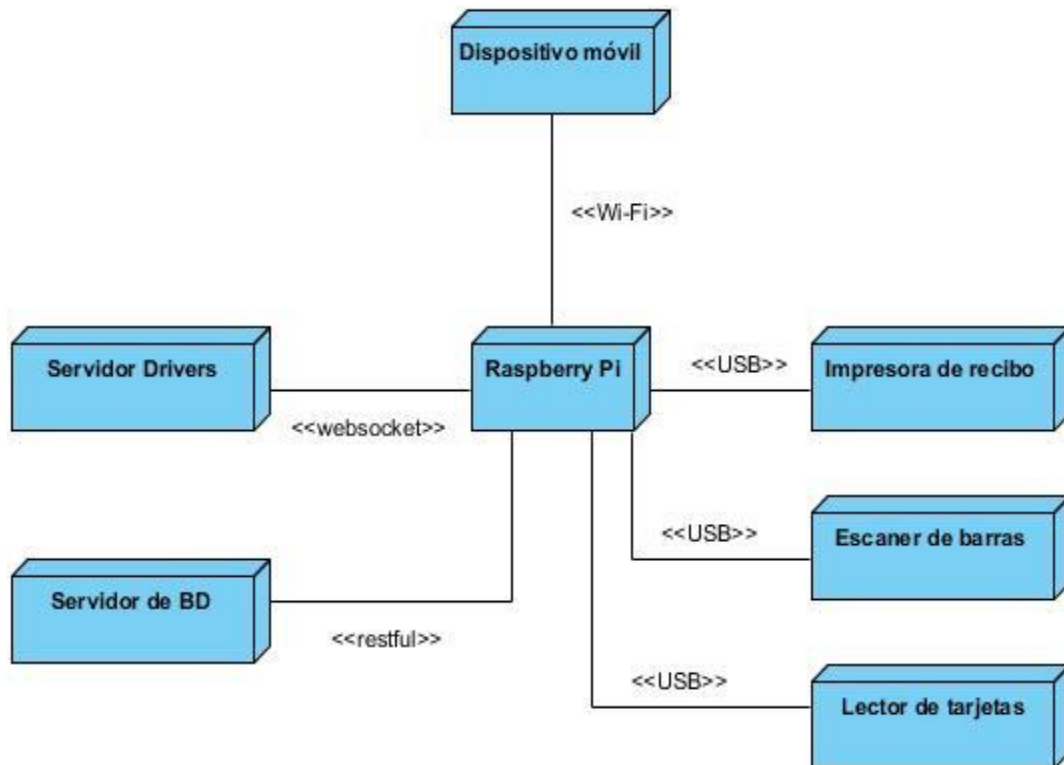 Dispositivo móvil
<<Wi-Fi>>
Servidor Drivers
Raspberry Pi
<<USB>>
Impresora de recibo
<<websocket>>
<<USB>>
Escaner de barras
Servidor de BD
<<restful>>
<<USB>>
Lector de tarjetas